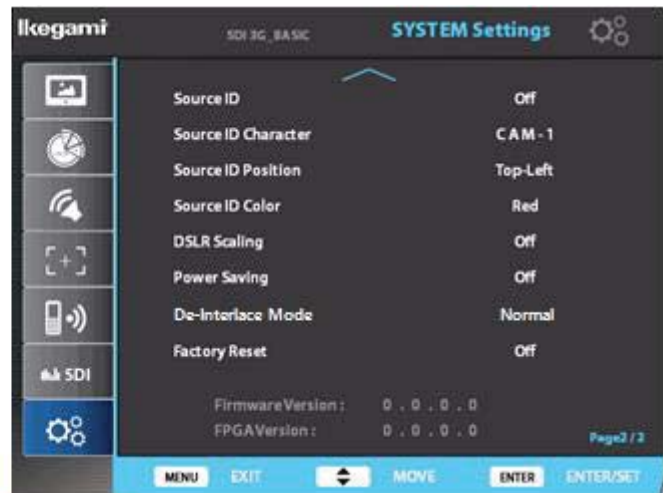 Ikegami SDI 3G_BASIC SYSTEM Settings
Source ID Off
Source ID Character CAM-1
Source ID Position Top-Left
Source ID Color Red
DSLR Scaling Off
Power Saving Off
De-Interlace Mode Normal
Factory Reset Off
SDI
Firmware Version : 0 . 0 . 0 . 0
FPGA Version : 0 . 0 . 0 . 0
Page2 / 2
MENU EXIT MOVE ENTER ENTER/SET